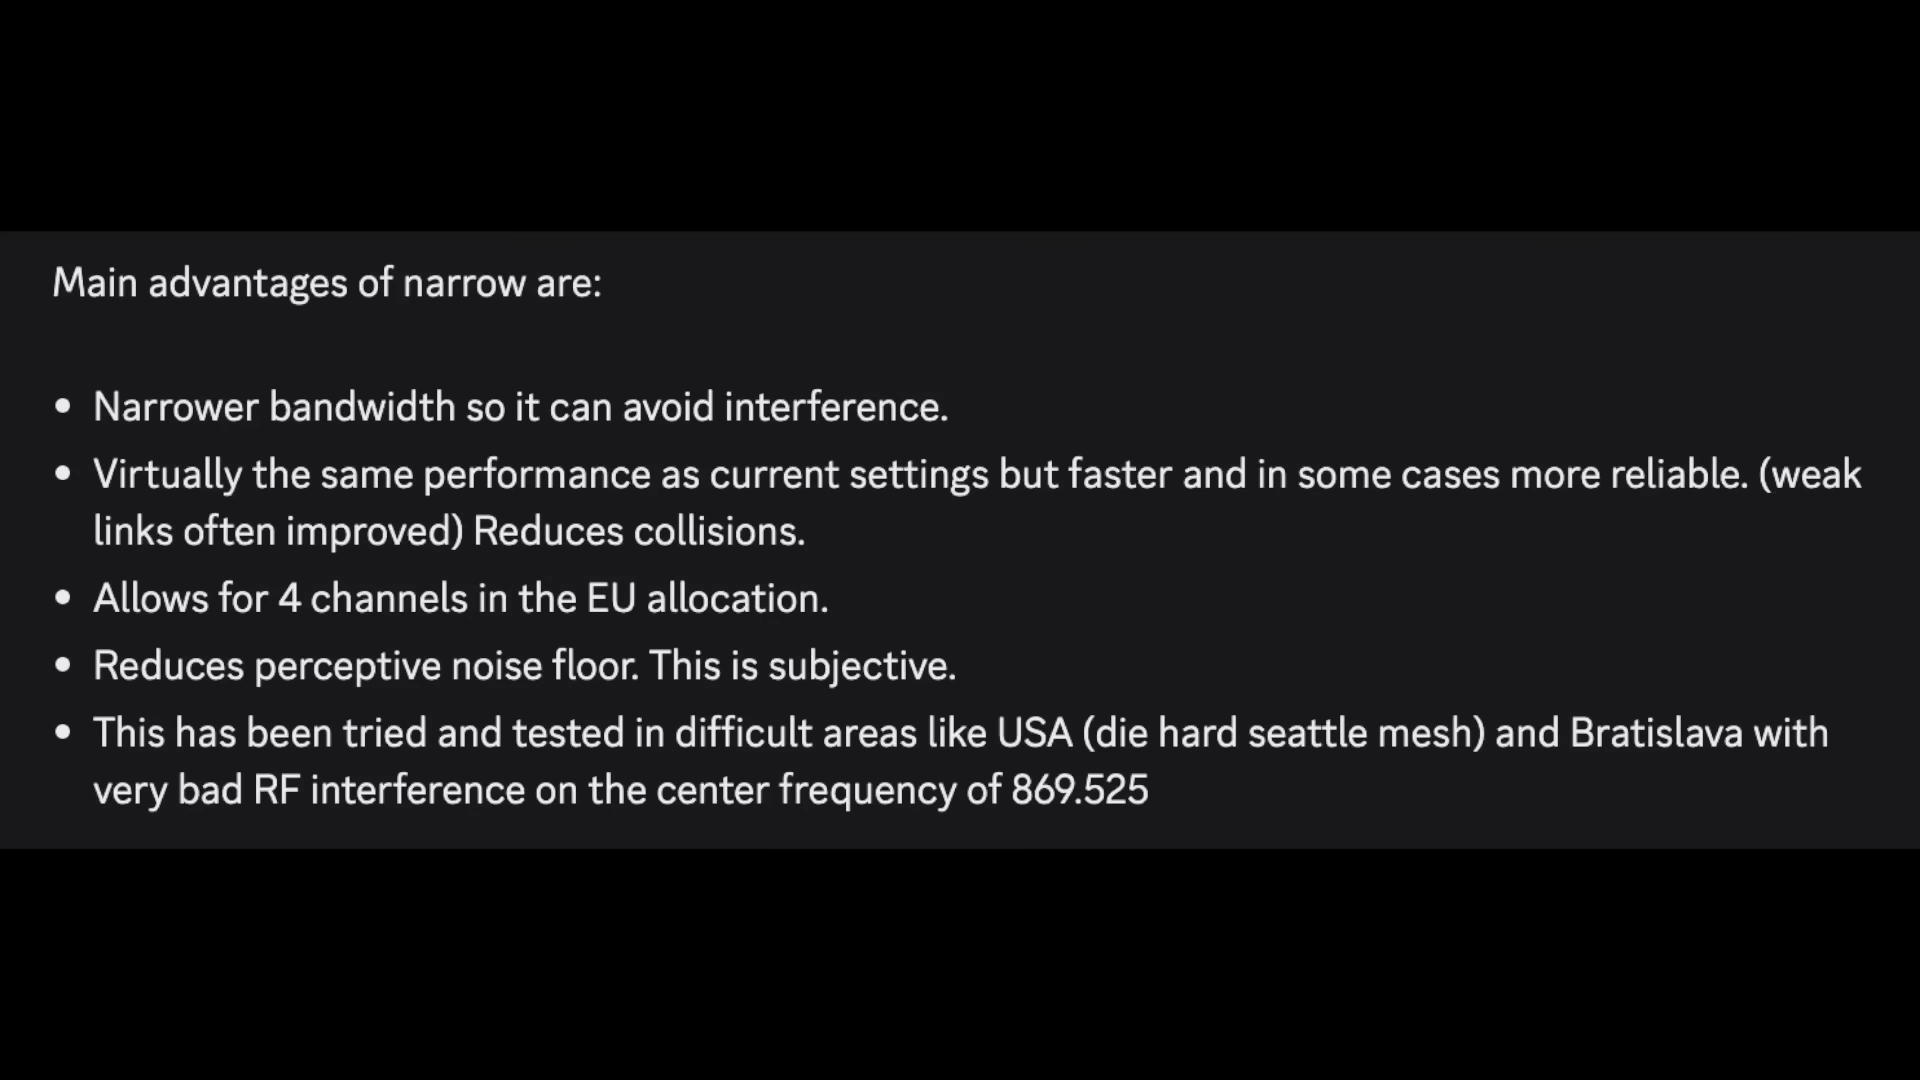 Main advantages of narrow are:
• Narrower bandwidth so it can avoid interference.
• Virtually the same performance as current settings but faster and in some cases more reliable. (weak
links often improved) Reduces collisions.
• Allows for 4 channels in the EU allocation.
• Reduces perceptive noise floor. This is subjective.
• This has been tried and tested in difficult areas like USA (die hard seattle mesh) and Bratislava with
very bad RF interference on the center frequency of 869.525